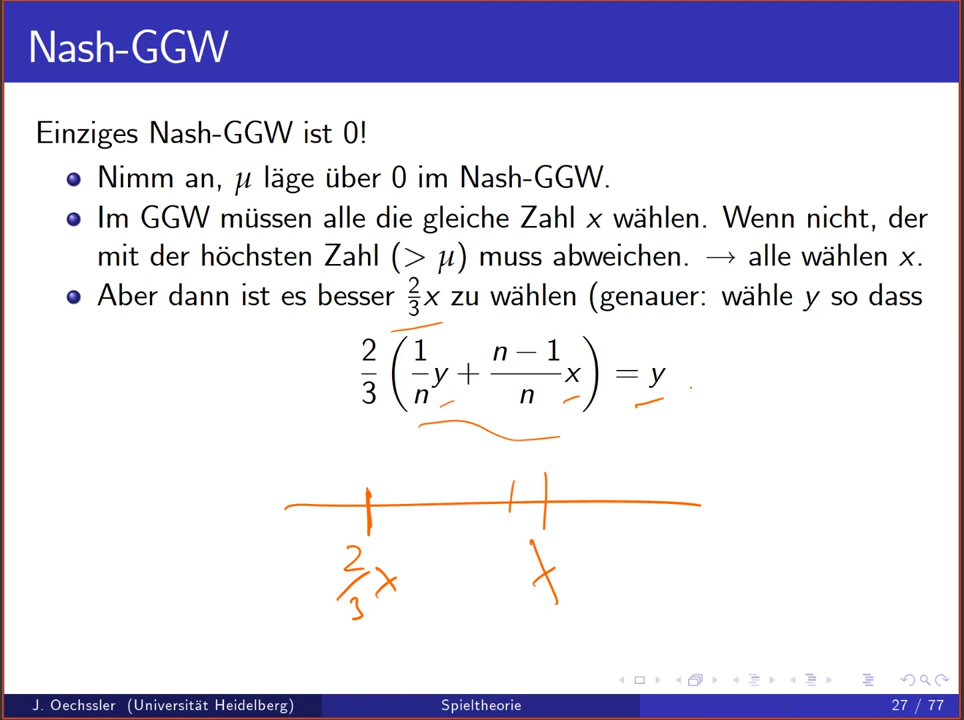 Nash-GGW
Einziges Nash-GGW ist 0!
Nimm an, μ läge über 0 im Nash-GGW.
Im GGW müssen alle die gleiche Zahl x wählen. Wenn nicht, der
mit der höchsten Zahl (> μ) muss abweichen. → alle wählen x.
Aber dann ist es besser 2/3 x zu wählen (genauer: wähle y so dass
2/3 (1/n y + n − 1/n x) = y
2/3 x x
J. Oechssler (Universität Heidelberg) Spieltheorie 27 / 77